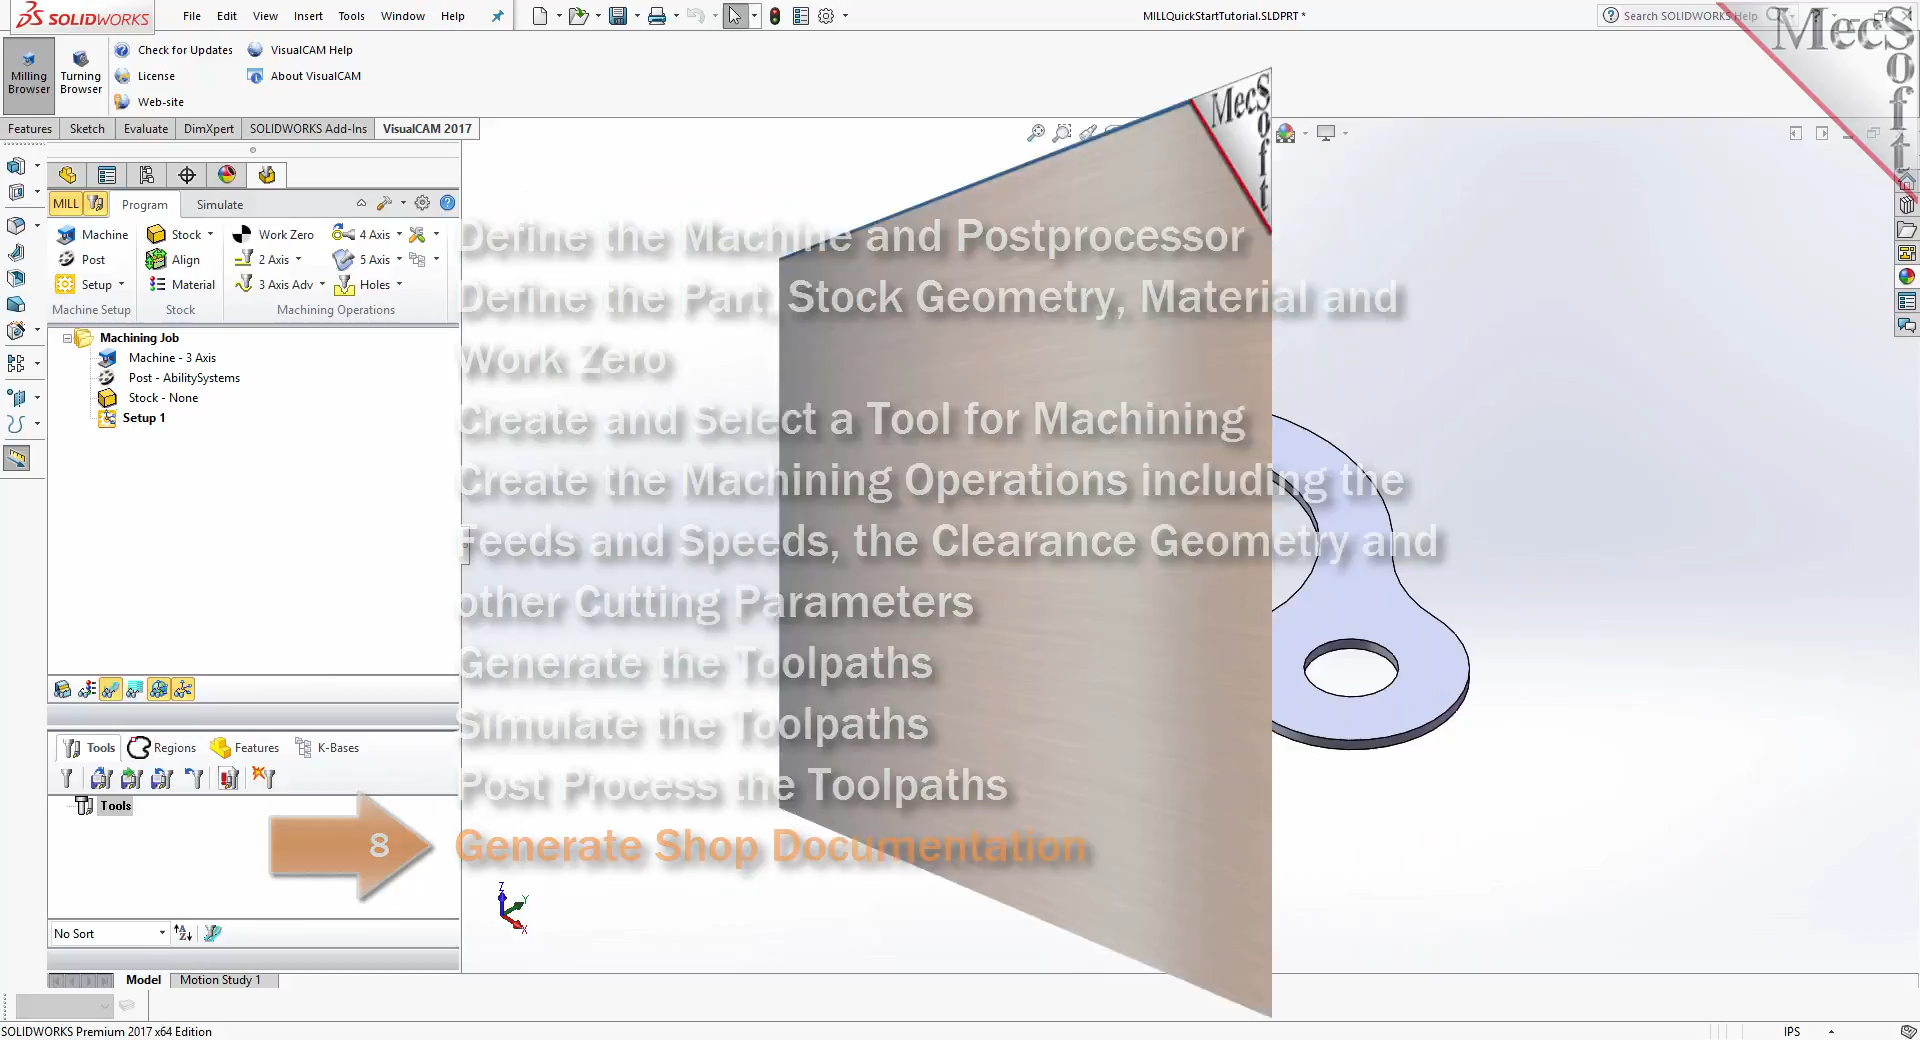 SOLIDWORKS
File Edit View Insert Tools Window Help
MILLQuickStartTutorial.SLDPRT *
Search SOLIDWORKS Help
MecSoft
Milling Browser
Turning Browser
Check for Updates
License
Web-site
VisualCAM Help
About VisualCAM
MecSoft
Features Sketch Evaluate DimXpert SOLIDWORKS Add-Ins VisualCAM 2017
MILL Program Simulate
Machine Stock Work Zero 4 Axis
Post Align 2 Axis 5 Axis
Setup Material 3 Axis Adv Holes
Machine Setup Stock Machining Operations
Machining Job
Machine - 3 Axis
Post - AbilitySystems
Stock - None
Setup 1
Define the Machine and Postprocessor
Define the Part, Stock Geometry, Material and
Work Zero
Create and Select a Tool for Machining
Create the Machining Operations including the
Feeds and Speeds, the Clearance Geometry and
other Cutting Parameters
Generate the Toolpaths
Simulate the Toolpaths
Post Process the Toolpaths
8 Generate Shop Documentation
Tools Regions Features K-Bases
Tools
Z
Y
X
No Sort
Model Motion Study 1
SOLIDWORKS Premium 2017 x64 Edition
IPS